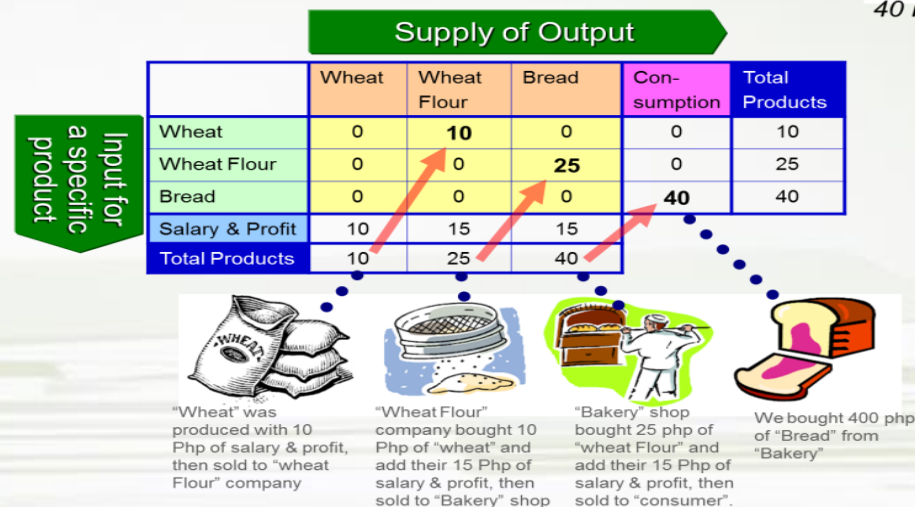 40
Supply of Output
Input for
a specific
product
Wheat Wheat Flour Bread Con-sumption Total Products
Wheat 0 10 0 0 10
Wheat Flour 0 0 25 0 25
Bread 0 0 0 40 40
Salary & Profit 10 15 15
Total Products 10 25 40
WHEAT
"Wheat" was
produced with 10
Php of salary & profit,
then sold to "wheat
Flour" company
"Wheat Flour"
company bought 10
Php of "wheat" and
add their 15 Php of
salary & profit, then
sold to "Bakery" shop
"Bakery" shop
bought 25 php of
"wheat Flour" and
add their 15 Php of
salary & profit, then
sold to "consumer".
We bought 400 php
of "Bread" from
"Bakery"